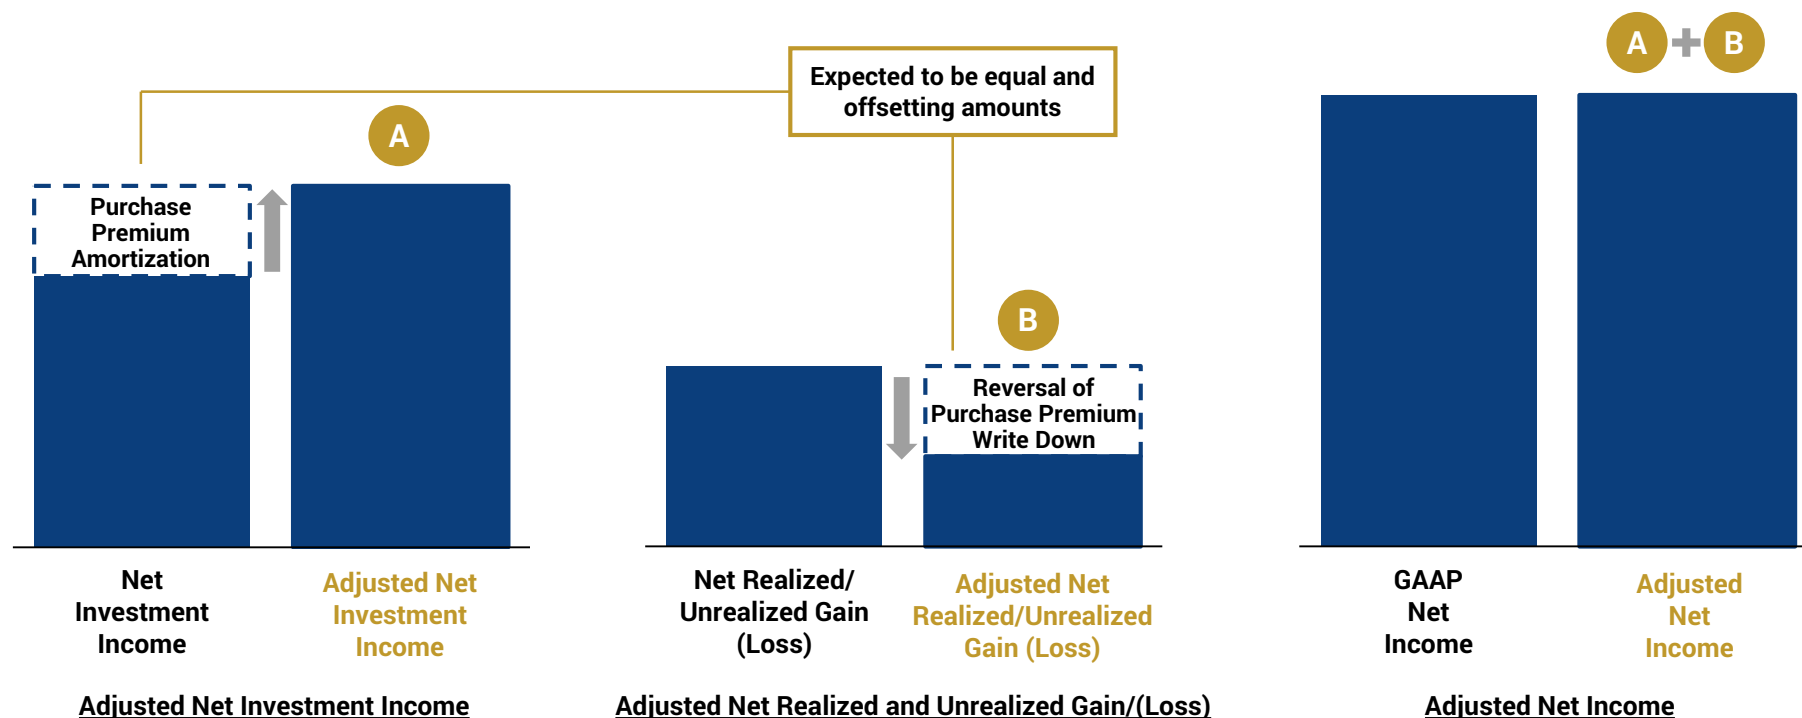 A + B
Expected to be equal and
offsetting amounts
A
Purchase
Premium
Amortization
B
Reversal of
Purchase Premium
Write Down
Net
Investment
Income
Adjusted Net
Investment
Income
Net Realized/
Unrealized Gain
(Loss)
Adjusted Net
Realized/Unrealized
Gain (Loss)
GAAP
Net
Income
Adjusted
Net
Income
Adjusted Net Investment Income
Adjusted Net Realized and Unrealized Gain/(Loss)
Adjusted Net Income